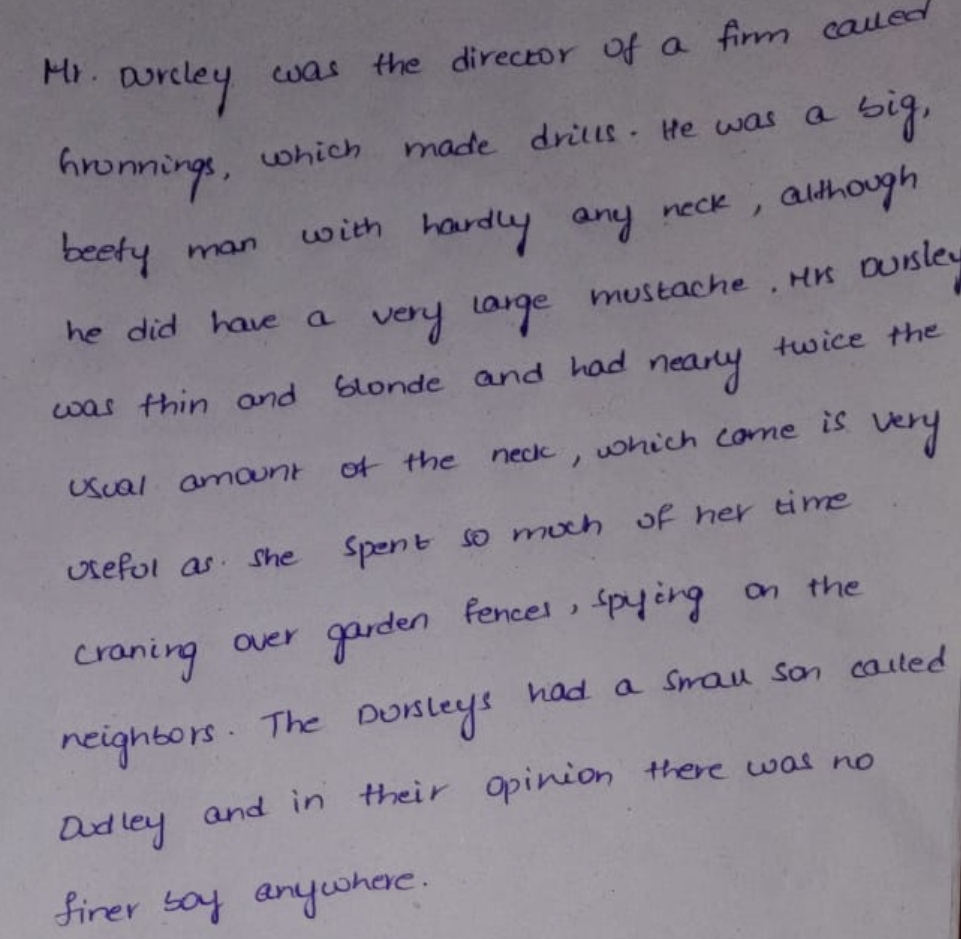 Mr. Durcley was the director of a firm called
hrunnings, which made drills. He was a big,
beefy man with hardly any neck, although
he did have a very large mustache. Mrs Dursley
was thin and blonde and had nearly twice the
usual amount of the neck, which came is very
useful as. she spent so much of her time
craning over garden fences, spying on the
neighbors. The Dursleys had a small son called
Dudley and in their opinion there was no
finer boy anywhere.